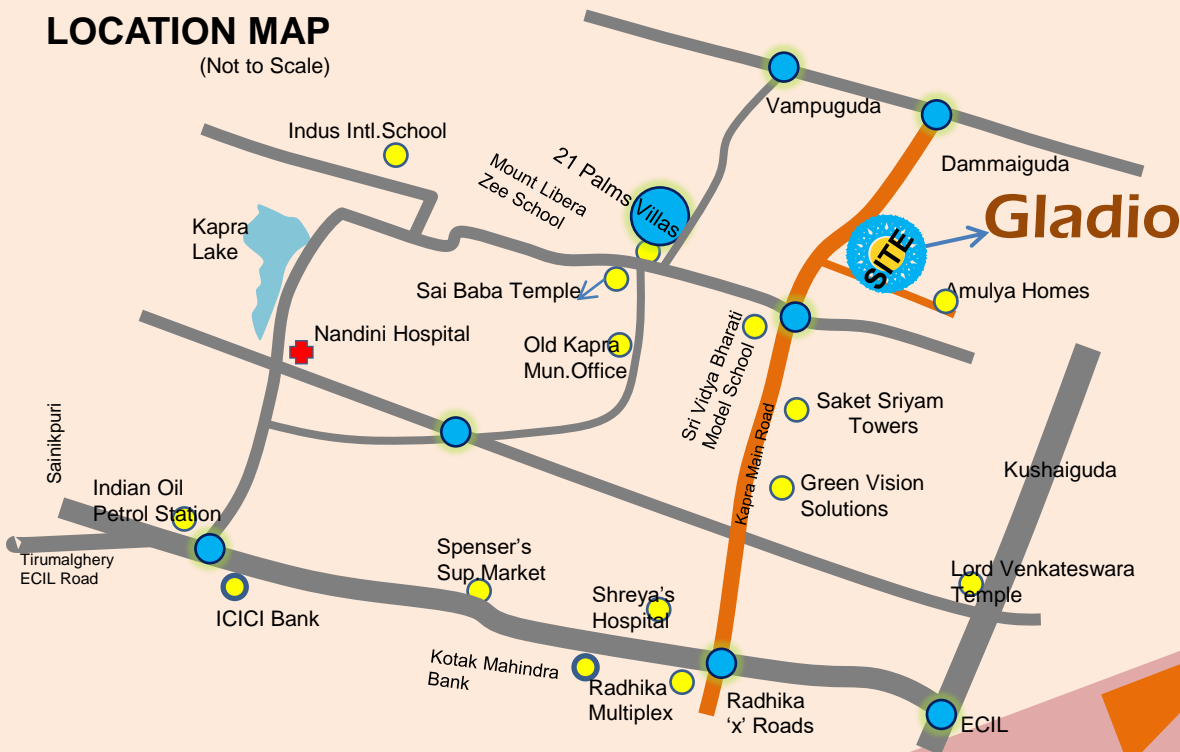 LOCATION MAP
(Not to Scale)
Vampuguda
Indus Intl.School
Dammaiguda
21 Palms
Villas
Mount Libera
Zee School
Gladio
SITE
Kapra
Lake
Sai Baba Temple
Amulya Homes
Nandini Hospital
Old Kapra
Mun.Office
Sri Vidya Bharati
Model School
Saket Sriyam
Towers
Kapra Main Road
Sainikpuri
Kushaiguda
Indian Oil
Petrol Station
Green Vision
Solutions
Tirumalghery
ECIL Road
Spenser’s
Sup.Market
Lord Venkateswara
Temple
Shreya’s
Hospital
ICICI Bank
Kotak Mahindra
Bank
Radhika
Multiplex
Radhika
‘x’ Roads
ECIL